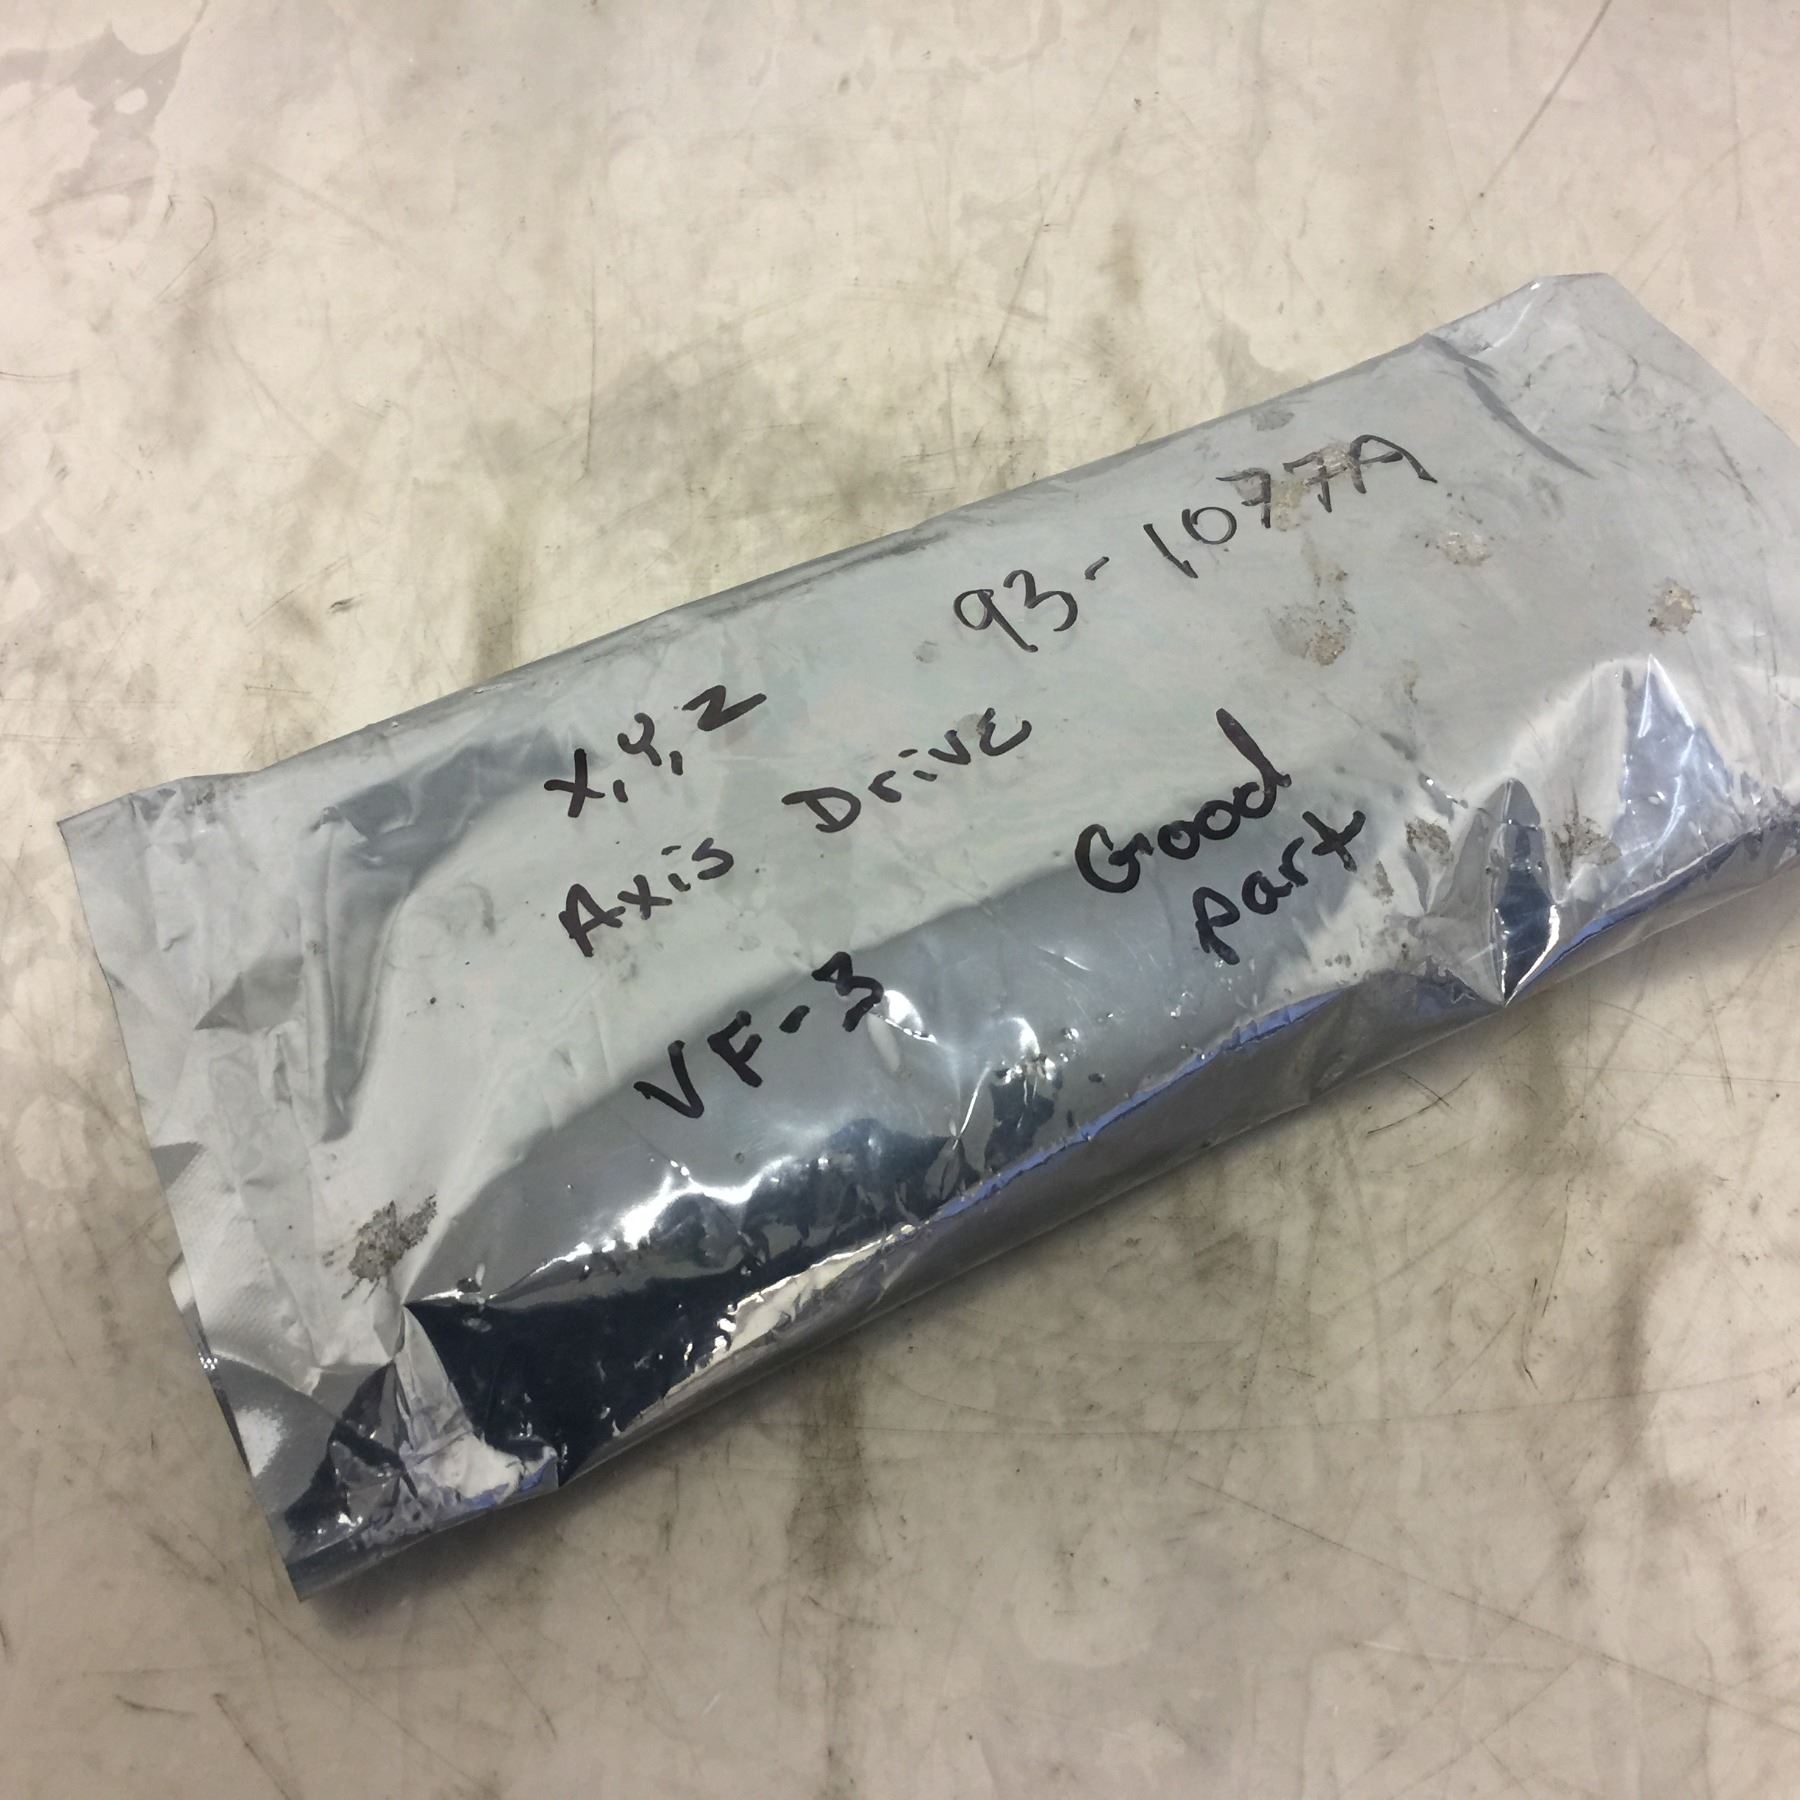 X, Y, Z
93-1077A
Axis Drive
Good
Part
VF-3